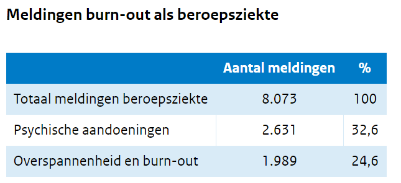 Meldingen burn-out als beroepsziekte
Aantal meldingen %
Totaal meldingen beroepsziekte 8.073 100
Psychische aandoeningen 2.631 32,6
Overspannenheid en burn-out 1.989 24,6